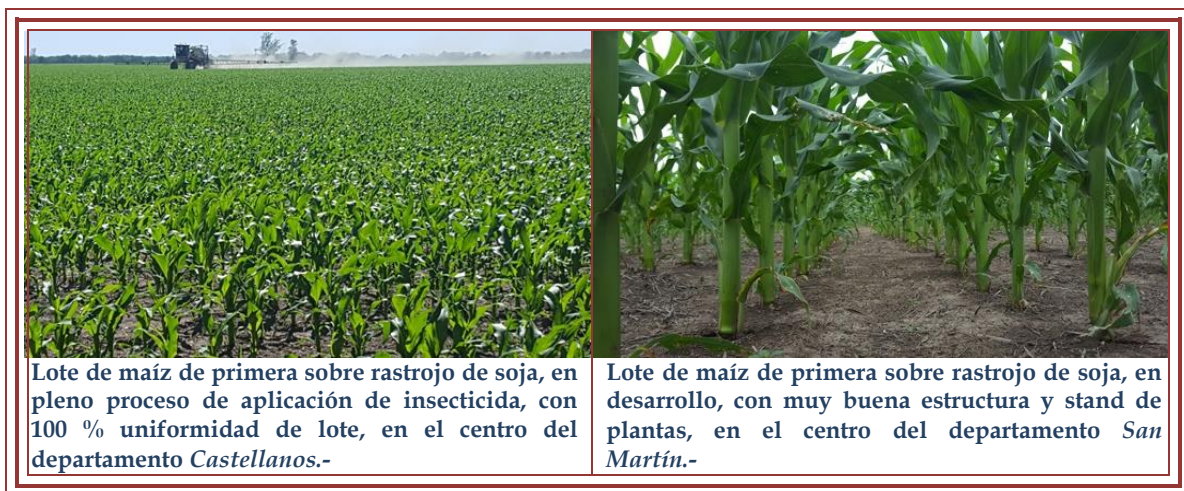 Lote de maíz de primera sobre rastrojo de soja, en
pleno proceso de aplicación de insecticida, con
100 % uniformidad de lote, en el centro del
departamento Castellanos.-
Lote de maíz de primera sobre rastrojo de soja, en
desarrollo, con muy buena estructura y stand de
plantas, en el centro del departamento San
Martín.-